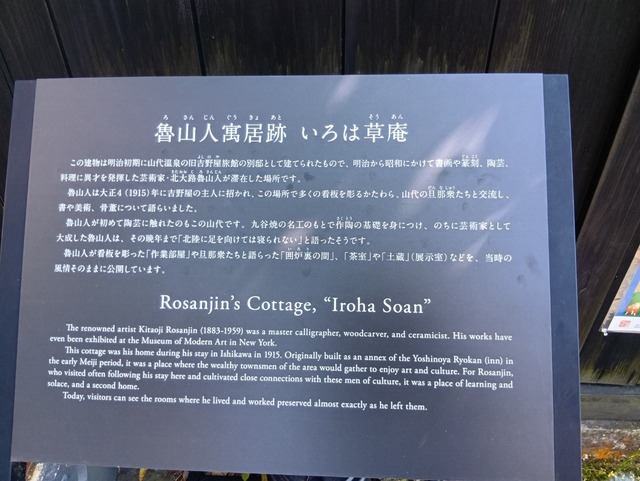 魯山人寓居跡 いろは草庵
この建物は明治初期に山代温泉の旧吉野屋旅館の別邸として建てられたもので、明治から昭和にかけて書画や篆刻、陶芸、
料理に異才を発揮した芸術家・北大路魯山人が滞在した場所です。
魯山人は大正4(1915)年に吉野屋の主人に招かれ、この場所で多くの看板を彫るかたわら、山代の旦那衆たちと交流し、
書や美術、骨董について語らいました。
魯山人が初めて陶芸に触れたのもこの山代です。九谷焼の名工のもとで作陶の基礎を身につけ、のちに芸術家として
大成した魯山人は、その晩年まで「北陸に足を向けては寝られない」と語ったそうです。
魯山人が看板を彫った「作業部屋」や旦那衆たちと語らった「囲炉裏の間」、「茶室」や「土蔵」(展示室)などを、当時の
風情そのままに公開しています。
Rosanjin's Cottage, "Iroha Soan"
The renowned artist Kitaoji Rosanjin (1883-1959) was a master calligrapher, woodcarver, and ceramicist. His works have
even been exhibited at the Museum of Modern Art in New York.
This cottage was his home during his stay in Ishikawa in 1915. Originally built as an annex of the Yoshinoya Ryokan (inn) in
the early Meiji period, it was a place where the wealthy townsmen of the area would gather to enjoy art and culture. For Rosanjin,
who visited often following his stay here and cultivated close connections with these men of culture, it was a place of learning and
solace, and a second home.
Today, visitors can see the rooms where he lived and worked preserved almost exactly as he left them.